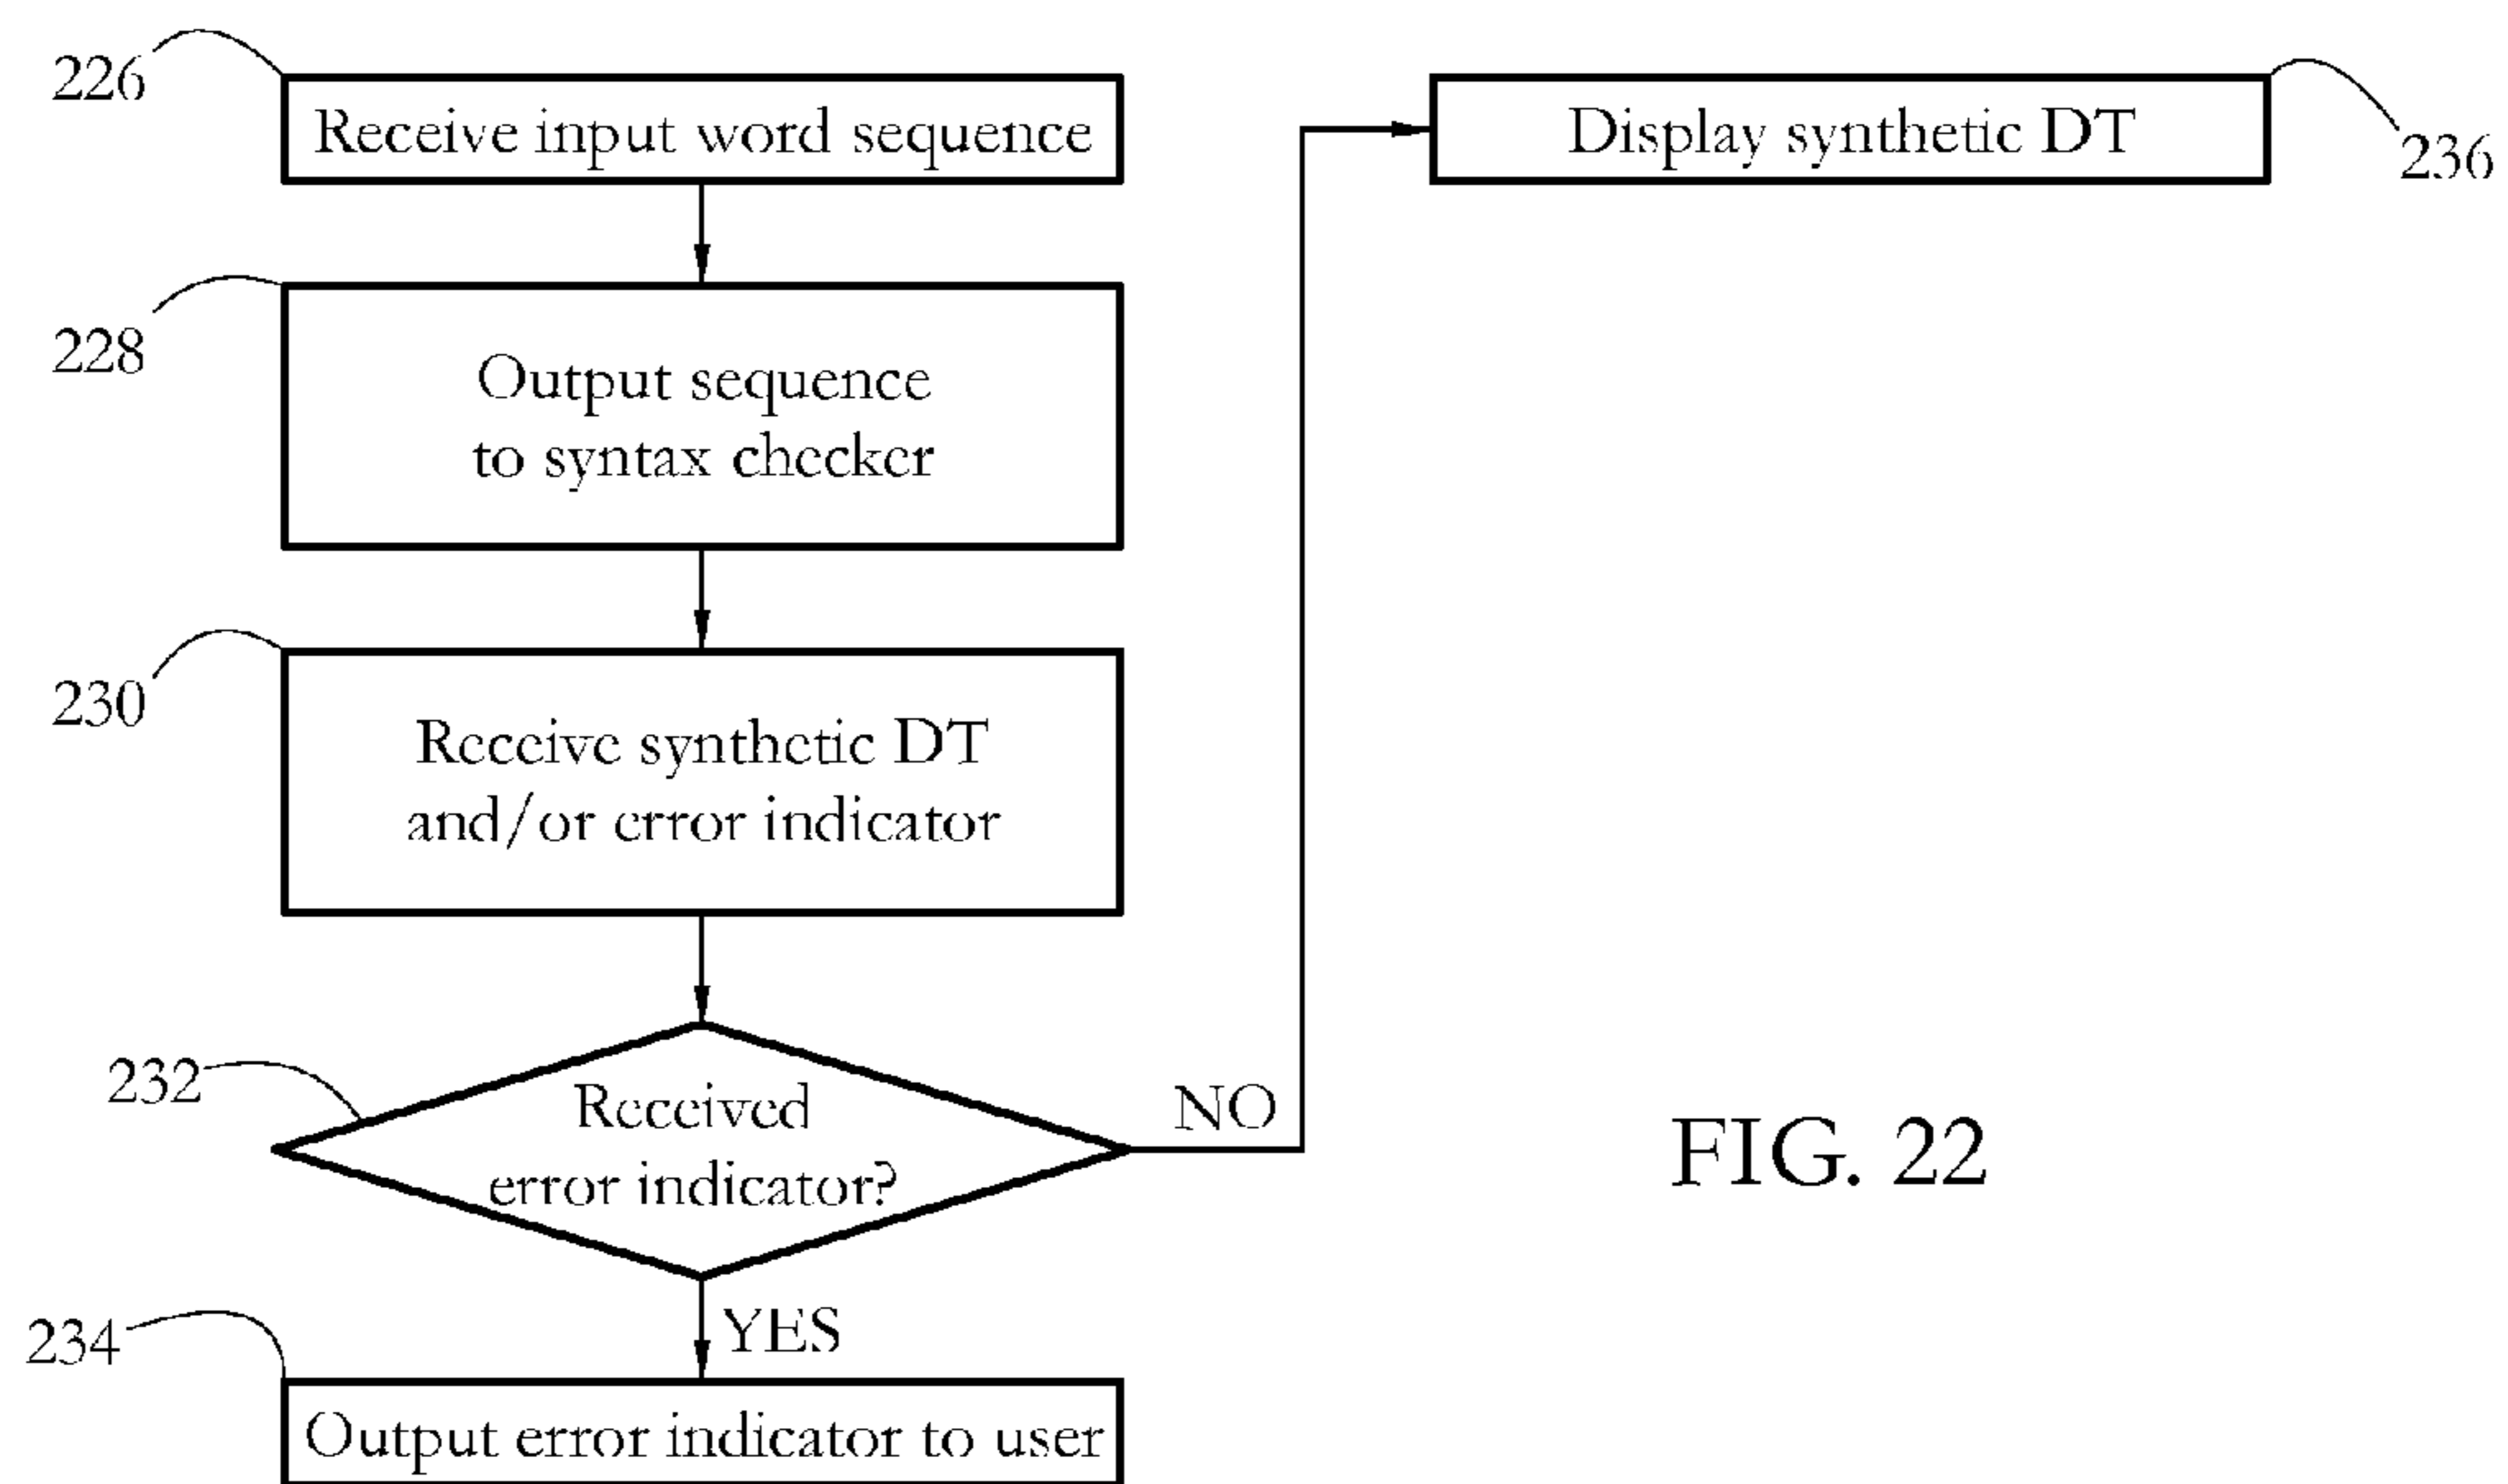 226
Receive input word sequence
228
Output sequence
to syntax checker
230
Receive synthetic DT
and/or error indicator
232
Received
error indicator?
NO
YES
234
Output error indicator to user
Display synthetic DT
236
FIG. 22